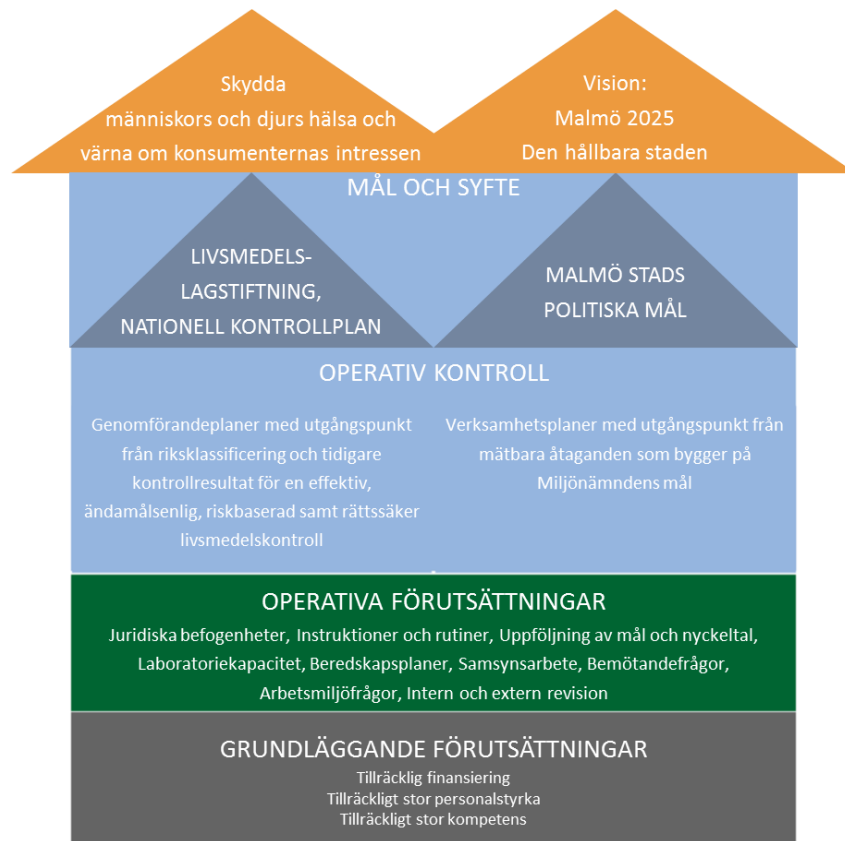 Skydda
människors och djurs hälsa och
värna om konsumenternas intressen
Vision:
Malmö 2025
Den hållbara staden
MÅL OCH SYFTE
LIVSMEDELS-
LAGSTIFTNING,
NATIONELL KONTROLLPLAN
MALMÖ STADS
POLITISKA MÅL
OPERATIV KONTROLL
Genomförandeplaner med utgångspunkt
från riksklassificering och tidigare
kontrollresultat för en effektiv,
ändamålsenlig, riskbaserad samt rättssäker
livsmedelskontroll
Verksamhetsplaner med utgångspunkt från
mätbara åtaganden som bygger på
Miljönämndens mål
OPERATIVA FÖRUTSÄTTNINGAR
Juridiska befogenheter, Instruktioner och rutiner, Uppföljning av mål och nyckeltal,
Laboratoriekapacitet, Beredskapsplaner, Samsynsarbete, Bemötandefrågor,
Arbetsmiljöfrågor, Intern och extern revision
GRUNDLÄGGANDE FÖRUTSÄTTNINGAR
Tillräcklig finansiering
Tillräckligt stor personalstyrka
Tillräckligt stor kompetens